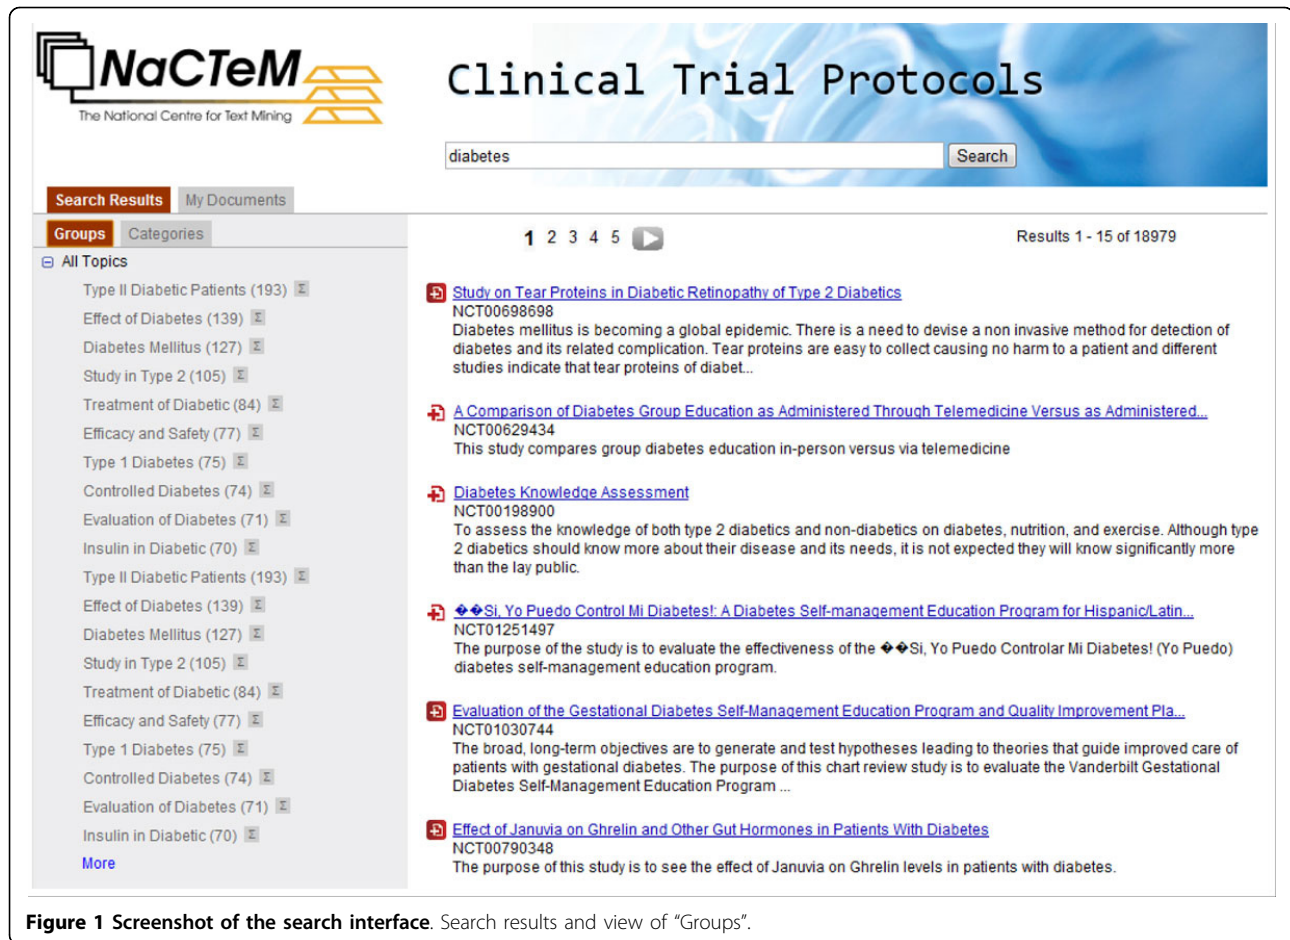 NaCTeM
The National Centre for Text Mining
Clinical Trial Protocols
diabetes
Search
Search Results
My Documents
Groups
Categories
All Topics
Type II Diabetic Patients (193) Σ
Effect of Diabetes (139) Σ
Diabetes Mellitus (127) Σ
Study in Type 2 (105) Σ
Treatment of Diabetic (84) Σ
Efficacy and Safety (77) Σ
Type 1 Diabetes (75) Σ
Controlled Diabetes (74) Σ
Evaluation of Diabetes (71) Σ
Insulin in Diabetic (70) Σ
Type II Diabetic Patients (193) Σ
Effect of Diabetes (139) Σ
Diabetes Mellitus (127) Σ
Study in Type 2 (105) Σ
Treatment of Diabetic (84) Σ
Efficacy and Safety (77) Σ
Type 1 Diabetes (75) Σ
Controlled Diabetes (74) Σ
Evaluation of Diabetes (71) Σ
Insulin in Diabetic (70) Σ
More
1 2 3 4 5
Results 1 - 15 of 18979
Study on Tear Proteins in Diabetic Retinopathy of Type 2 Diabetics
NCT00698698
Diabetes mellitus is becoming a global epidemic. There is a need to devise a non invasive method for detection of
diabetes and its related complication. Tear proteins are easy to collect causing no harm to a patient and different
studies indicate that tear proteins of diabet...
A Comparison of Diabetes Group Education as Administered Through Telemedicine Versus as Administered...
NCT00629434
This study compares group diabetes education in-person versus via telemedicine
Diabetes Knowledge Assessment
NCT00198900
To assess the knowledge of both type 2 diabetics and non-diabetics on diabetes, nutrition, and exercise. Although type
2 diabetics should know more about their disease and its needs, it is not expected they will know significantly more
than the lay public.
��Si, Yo Puedo Control Mi Diabetes!: A Diabetes Self-management Education Program for Hispanic/Latin...
NCT01251497
The purpose of the study is to evaluate the effectiveness of the ��Si, Yo Puedo Controlar Mi Diabetes! (Yo Puedo)
diabetes self-management education program.
Evaluation of the Gestational Diabetes Self-Management Education Program and Quality Improvement Pla...
NCT01030744
The broad, long-term objectives are to generate and test hypotheses leading to theories that guide improved care of
patients with gestational diabetes. The purpose of this chart review study is to evaluate the Vanderbilt Gestational
Diabetes Self-Management Education Program ...
Effect of Januvia on Ghrelin and Other Gut Hormones in Patients With Diabetes
NCT00790348
The purpose of this study is to see the effect of Januvia on Ghrelin levels in patients with diabetes.
Figure 1 Screenshot of the search interface. Search results and view of “Groups”.